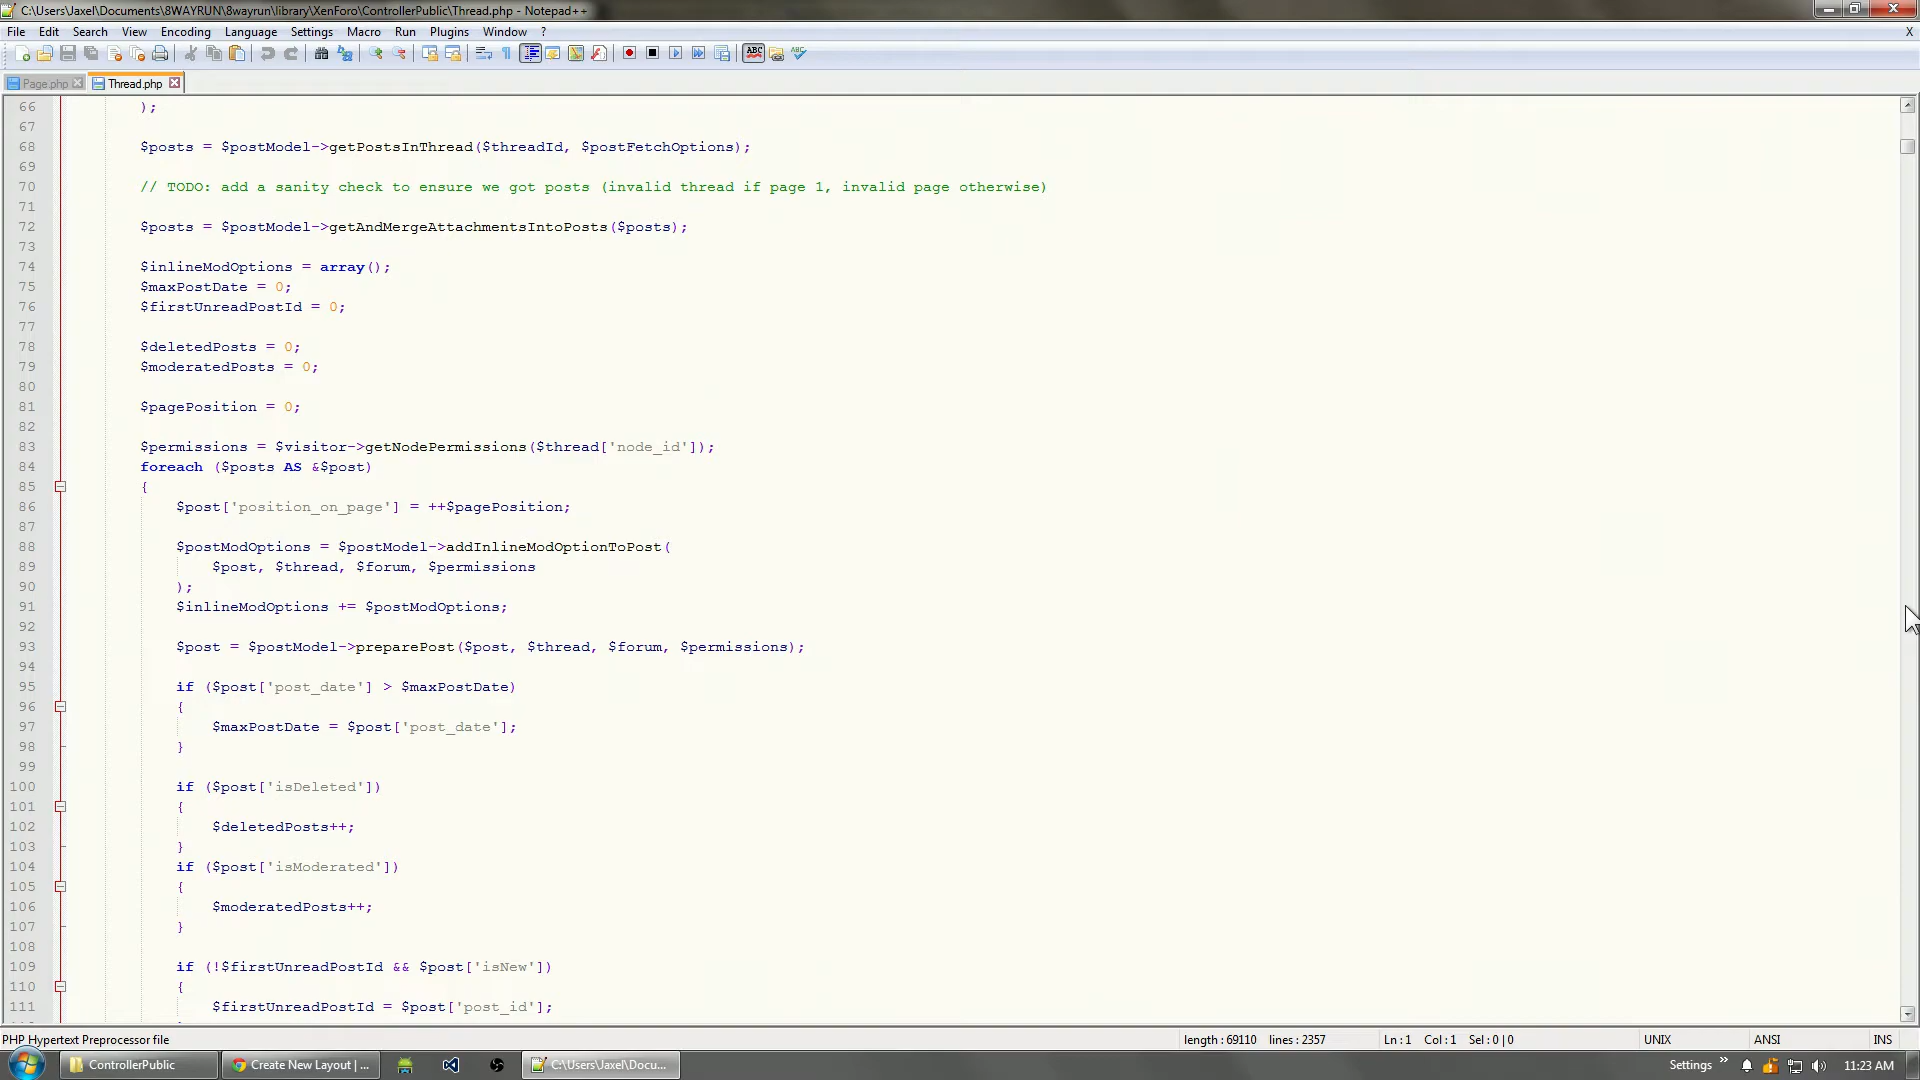 C:\Users\Jaxel\Documents\8WAYRUN\8wayrun\library\XenForo\ControllerPublic\Thread.php - Notepad++
File Edit Search View Encoding Language Settings Macro Run Plugins Window ? X
Page.php Thread.php
66 );
67
68 $posts = $postModel->getPostsInThread($threadId, $postFetchOptions);
69
70 // TODO: add a sanity check to ensure we got posts (invalid thread if page 1, invalid page otherwise)
71
72 $posts = $postModel->getAndMergeAttachmentsIntoPosts($posts);
73
74 $inlineModOptions = array();
75 $maxPostDate = 0;
76 $firstUnreadPostId = 0;
77
78 $deletedPosts = 0;
79 $moderatedPosts = 0;
80
81 $pagePosition = 0;
82
83 $permissions = $visitor->getNodePermissions($thread['node_id']);
84 foreach ($posts AS &$post)
85 {
86 $post['position_on_page'] = ++$pagePosition;
87
88 $postModOptions = $postModel->addInlineModOptionToPost(
89 $post, $thread, $forum, $permissions
90 );
91 $inlineModOptions += $postModOptions;
92
93 $post = $postModel->preparePost($post, $thread, $forum, $permissions);
94
95 if ($post['post_date'] > $maxPostDate)
96 {
97 $maxPostDate = $post['post_date'];
98 }
99
100 if ($post['isDeleted'])
101 {
102 $deletedPosts++;
103 }
104 if ($post['isModerated'])
105 {
106 $moderatedPosts++;
107 }
108
109 if (!$firstUnreadPostId && $post['isNew'])
110 {
111 $firstUnreadPostId = $post['post_id'];
PHP Hypertext Preprocessor file length : 69110 lines : 2357 Ln : 1 Col : 1 Sel : 0 | 0 UNIX ANSI INS
ControllerPublic Create New Layout | ... C:\Users\Jaxel\Docu... Settings 11:23 AM